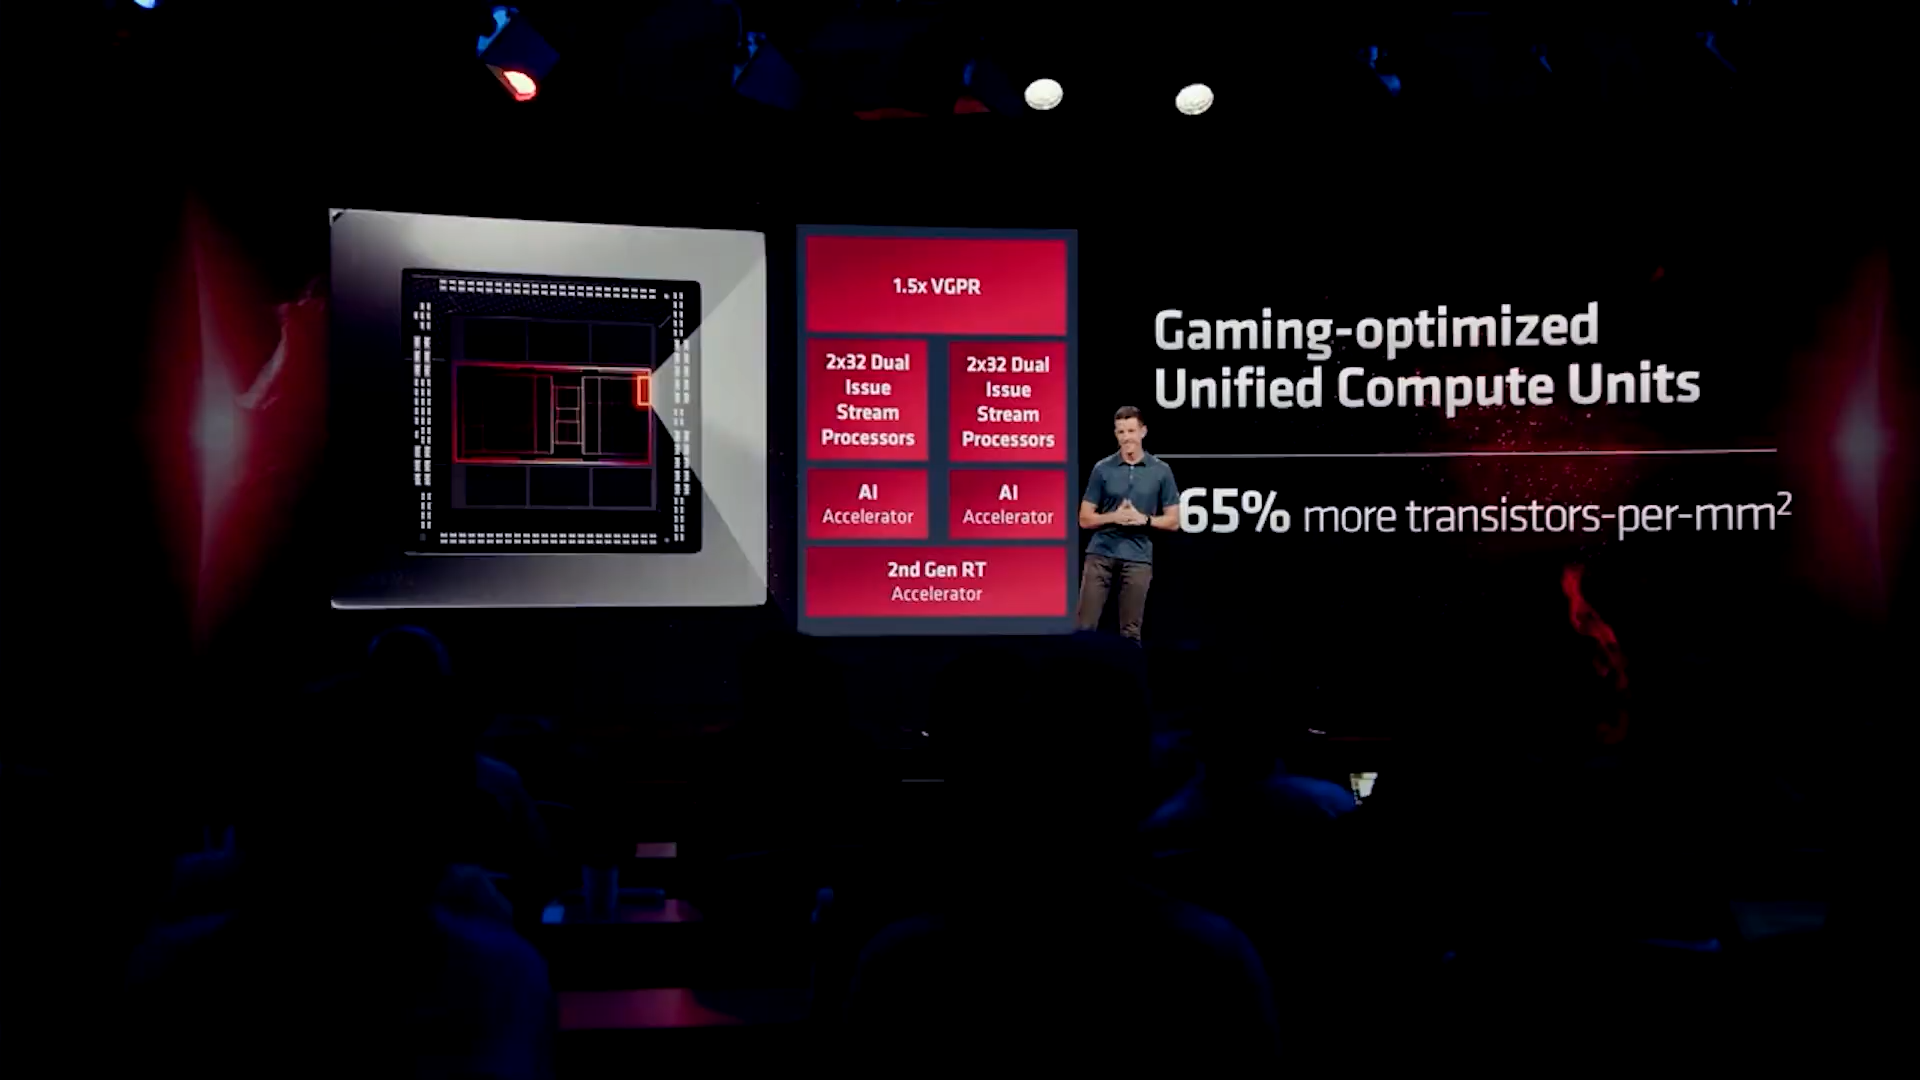 1.5x VGPR
2x32 Dual
Issue
Stream
Processors
2x32 Dual
Issue
Stream
Processors
AI
Accelerator
AI
Accelerator
2nd Gen RT
Accelerator
Gaming-optimized
Unified Compute Units
65% more transistors-per-mm²